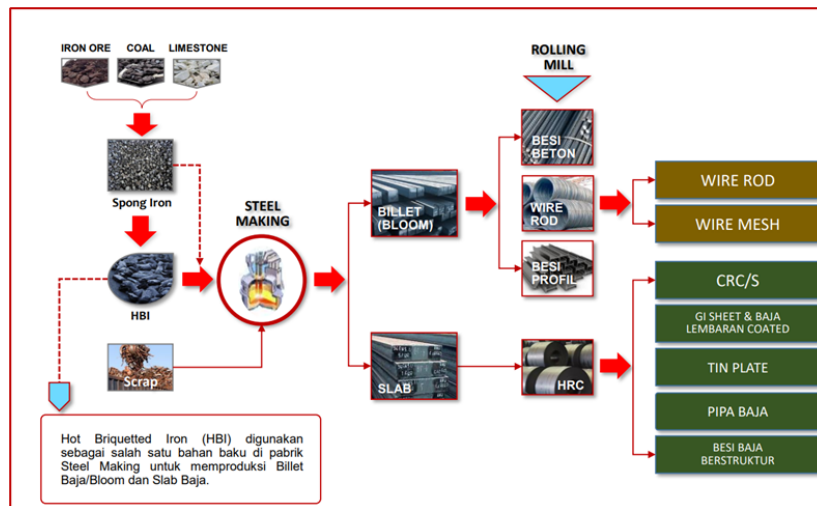 IRON ORE
COAL
LIMESTONE
Spong Iron
HBI
Scrap
STEEL
MAKING
ROLLING
MILL
BILLET
(BLOOM)
SLAB
BESI
BETON
WIRE
ROD
BESI
PROFIL
HRC
WIRE ROD
WIRE MESH
CRC/S
GI SHEET & BAJA
LEMBARAN COATED
TIN PLATE
PIPA BAJA
BESI BAJA
BERSTRUKTUR
Hot Briquetted Iron (HBI) digunakan
sebagai salah satu bahan baku di pabrik
Steel Making untuk memproduksi Billet
Baja/Bloom dan Slab Baja.